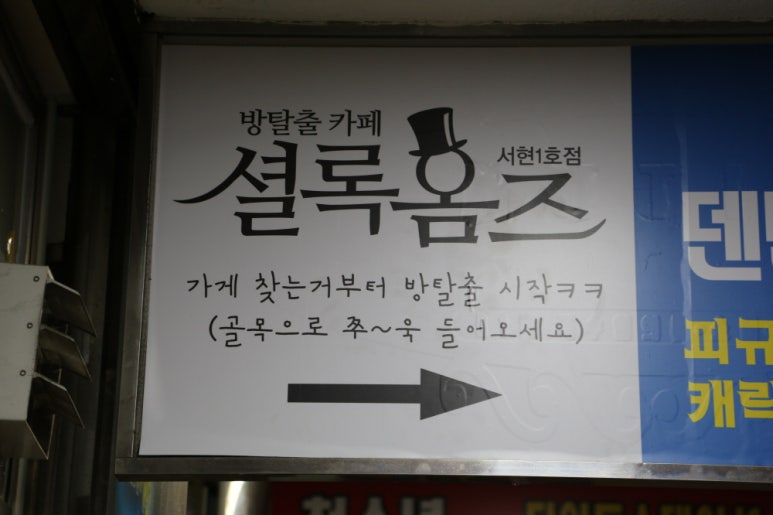 방탈출 카페
셜록홈즈
서현1호점
가게 찾는거부터 방탈출 시작ㅋㅋ
(골목으로 쭈~욱 들어오세요)
피규
캐릭